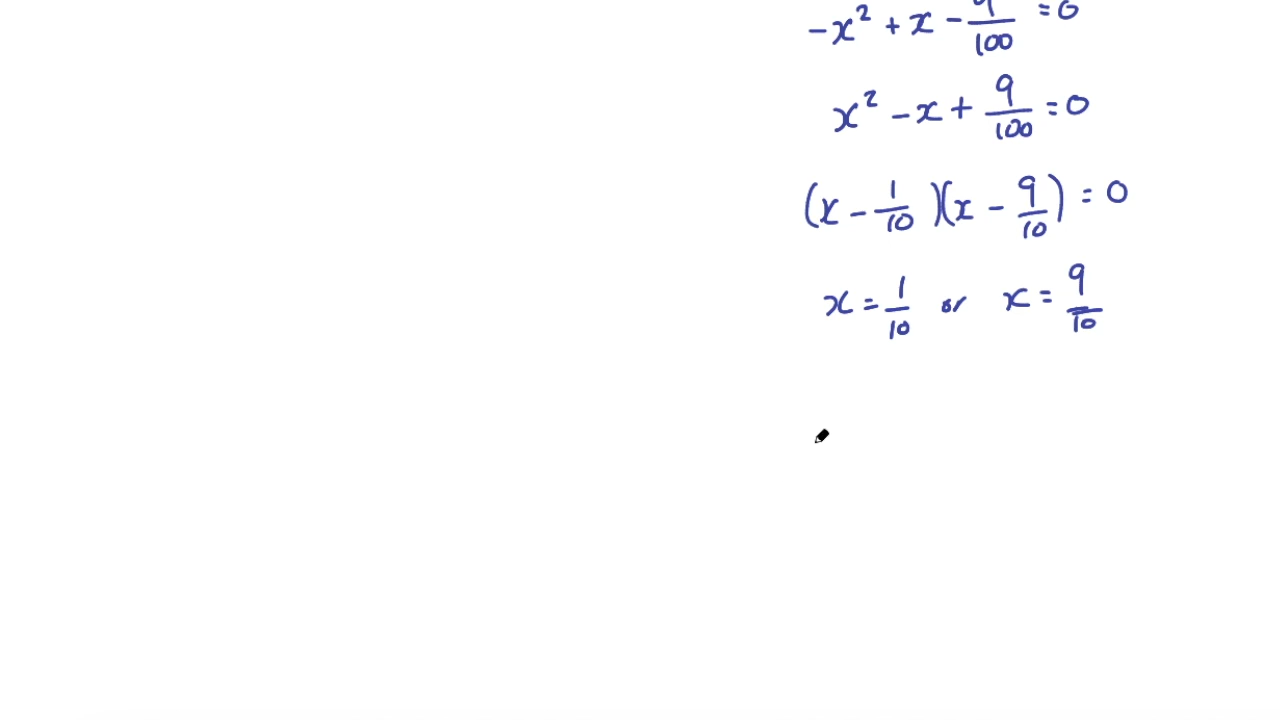 -x² + x - 9/100 = 0
x² - x + 9/100 = 0
(x - 1/10)(x - 9/10) = 0
x = 1/10 or x = 9/10